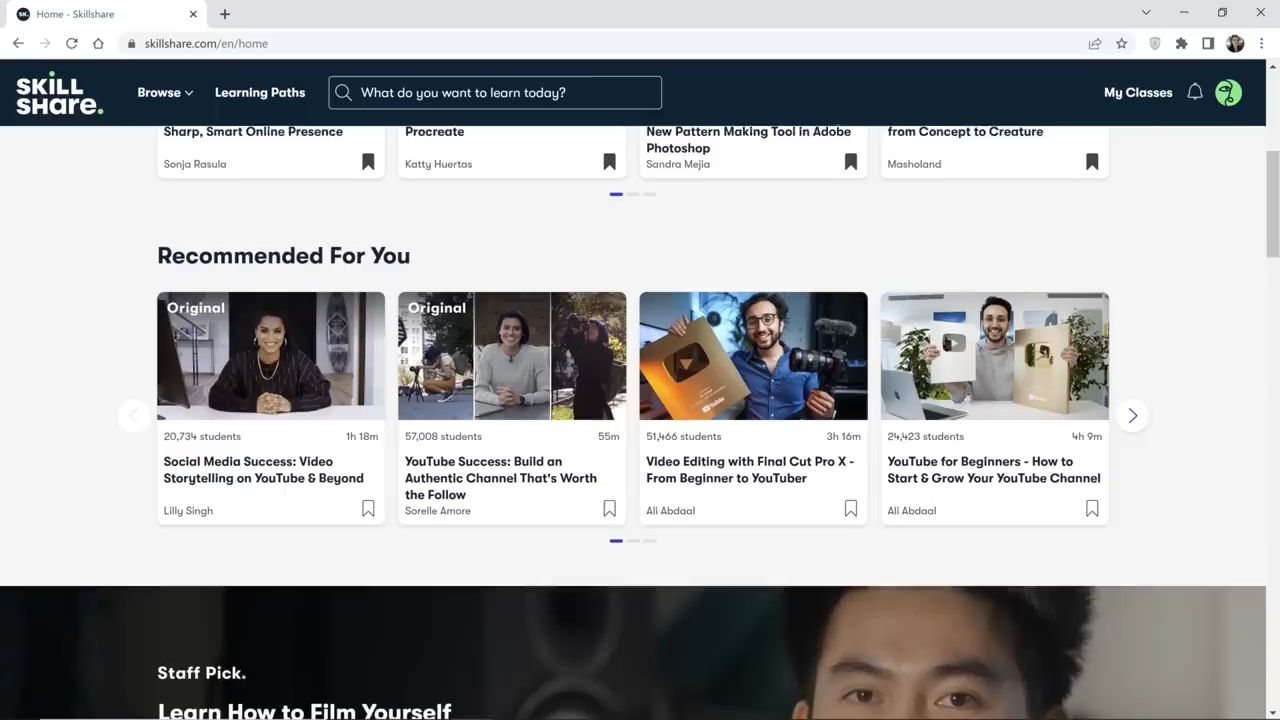 Home - Skillshare
skillshare.com/en/home
SKILL
SHARE.
Browse
Learning Paths
What do you want to learn today?
My Classes
Sharp, Smart Online Presence
Sonja Rasula
Procreate
Katty Huertas
New Pattern Making Tool in Adobe
Photoshop
Sandra Mejia
from Concept to Creature
Masholand
Recommended For You
Original
20,734 students 1h 18m
Social Media Success: Video
Storytelling on YouTube & Beyond
Lilly Singh
Original
57,008 students 55m
YouTube Success: Build an
Authentic Channel That's Worth
the Follow
Sorelle Amore
51,466 students 3h 16m
Video Editing with Final Cut Pro X -
From Beginner to YouTuber
Ali Abdaal
24,423 students 4h 9m
YouTube for Beginners - How to
Start & Grow Your YouTube Channel
Ali Abdaal
Staff Pick.
Learn How to Film Yourself